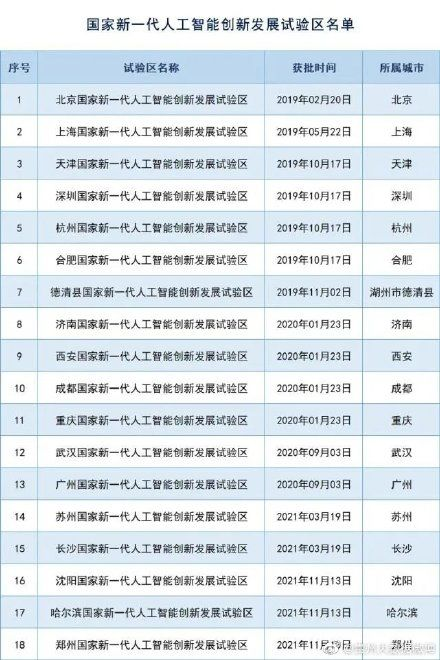 国家新一代人工智能创新发展试验区名单
序号 试验区名称 获批时间 所属城市
1 北京国家新一代人工智能创新发展试验区 2019年02月20日 北京
2 上海国家新一代人工智能创新发展试验区 2019年05月22日 上海
3 天津国家新一代人工智能创新发展试验区 2019年10月17日 天津
4 深圳国家新一代人工智能创新发展试验区 2019年10月17日 深圳
5 杭州国家新一代人工智能创新发展试验区 2019年10月17日 杭州
6 合肥国家新一代人工智能创新发展试验区 2019年10月17日 合肥
7 德清县国家新一代人工智能创新发展试验区 2019年11月02日 湖州市德清县
8 济南国家新一代人工智能创新发展试验区 2020年01月23日 济南
9 西安国家新一代人工智能创新发展试验区 2020年01月23日 西安
10 成都国家新一代人工智能创新发展试验区 2020年01月23日 成都
11 重庆国家新一代人工智能创新发展试验区 2020年01月23日 重庆
12 武汉国家新一代人工智能创新发展试验区 2020年09月03日 武汉
13 广州国家新一代人工智能创新发展试验区 2020年09月03日 广州
14 苏州国家新一代人工智能创新发展试验区 2021年03月19日 苏州
15 长沙国家新一代人工智能创新发展试验区 2021年03月19日 长沙
16 沈阳国家新一代人工智能创新发展试验区 2021年11月13日 沈阳
17 哈尔滨国家新一代人工智能创新发展试验区 2021年11月13日 哈尔滨
18 郑州国家新一代人工智能创新发展试验区 郑州